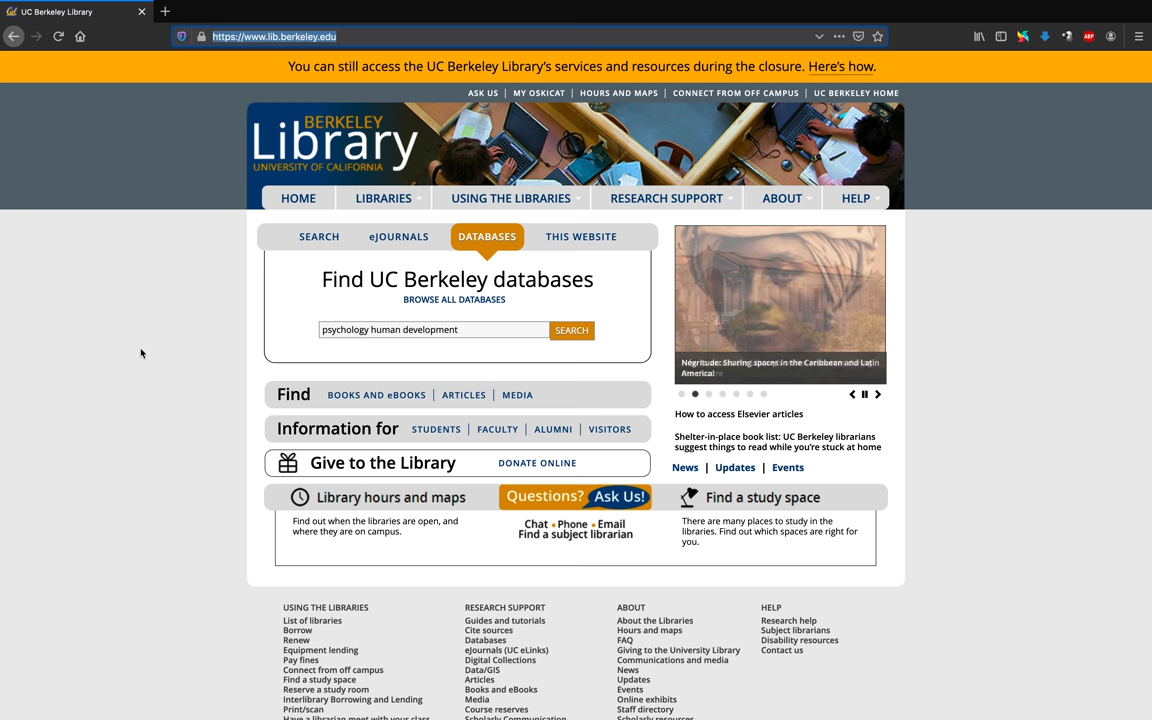 UC Berkeley Library
https://www.lib.berkeley.edu
ABP
You can still access the UC Berkeley Library's services and resources during the closure. Here's how.
ASK US | MY OSKICAT | HOURS AND MAPS | CONNECT FROM OFF CAMPUS | UC BERKELEY HOME
BERKELEY
Library
UNIVERSITY OF CALIFORNIA
HOME LIBRARIES USING THE LIBRARIES RESEARCH SUPPORT ABOUT HELP
SEARCH eJOURNALS DATABASES THIS WEBSITE
Find UC Berkeley databases
BROWSE ALL DATABASES
psychology human development SEARCH
Négritude: Sharing spaces in the Caribbean and Latin
America
How to access Elsevier articles
Shelter-in-place book list: UC Berkeley librarians
suggest things to read while you're stuck at home
News | Updates | Events
Find BOOKS AND eBOOKS | ARTICLES | MEDIA
Information for STUDENTS | FACULTY | ALUMNI | VISITORS
Give to the Library DONATE ONLINE
Library hours and maps
Find out when the libraries are open, and
where they are on campus.
Questions? Ask Us!
Chat • Phone • Email
Find a subject librarian
Find a study space
There are many places to study in the
libraries. Find out which spaces are right for
you.
USING THE LIBRARIES
List of libraries
Borrow
Renew
Equipment lending
Pay fines
Connect from off campus
Find a study space
Reserve a study room
Interlibrary Borrowing and Lending
Print/scan
Have a librarian meet with your class
RESEARCH SUPPORT
Guides and tutorials
Cite sources
Databases
eJournals (UC eLinks)
Digital Collections
Data/GIS
Articles
Books and eBooks
Media
Course reserves
Scholarly Communication
ABOUT
About the Libraries
Hours and maps
FAQ
Giving to the University Library
Communications and media
News
Updates
Events
Online exhibits
Staff directory
Scholarly resources
HELP
Research help
Subject librarians
Disability resources
Contact us